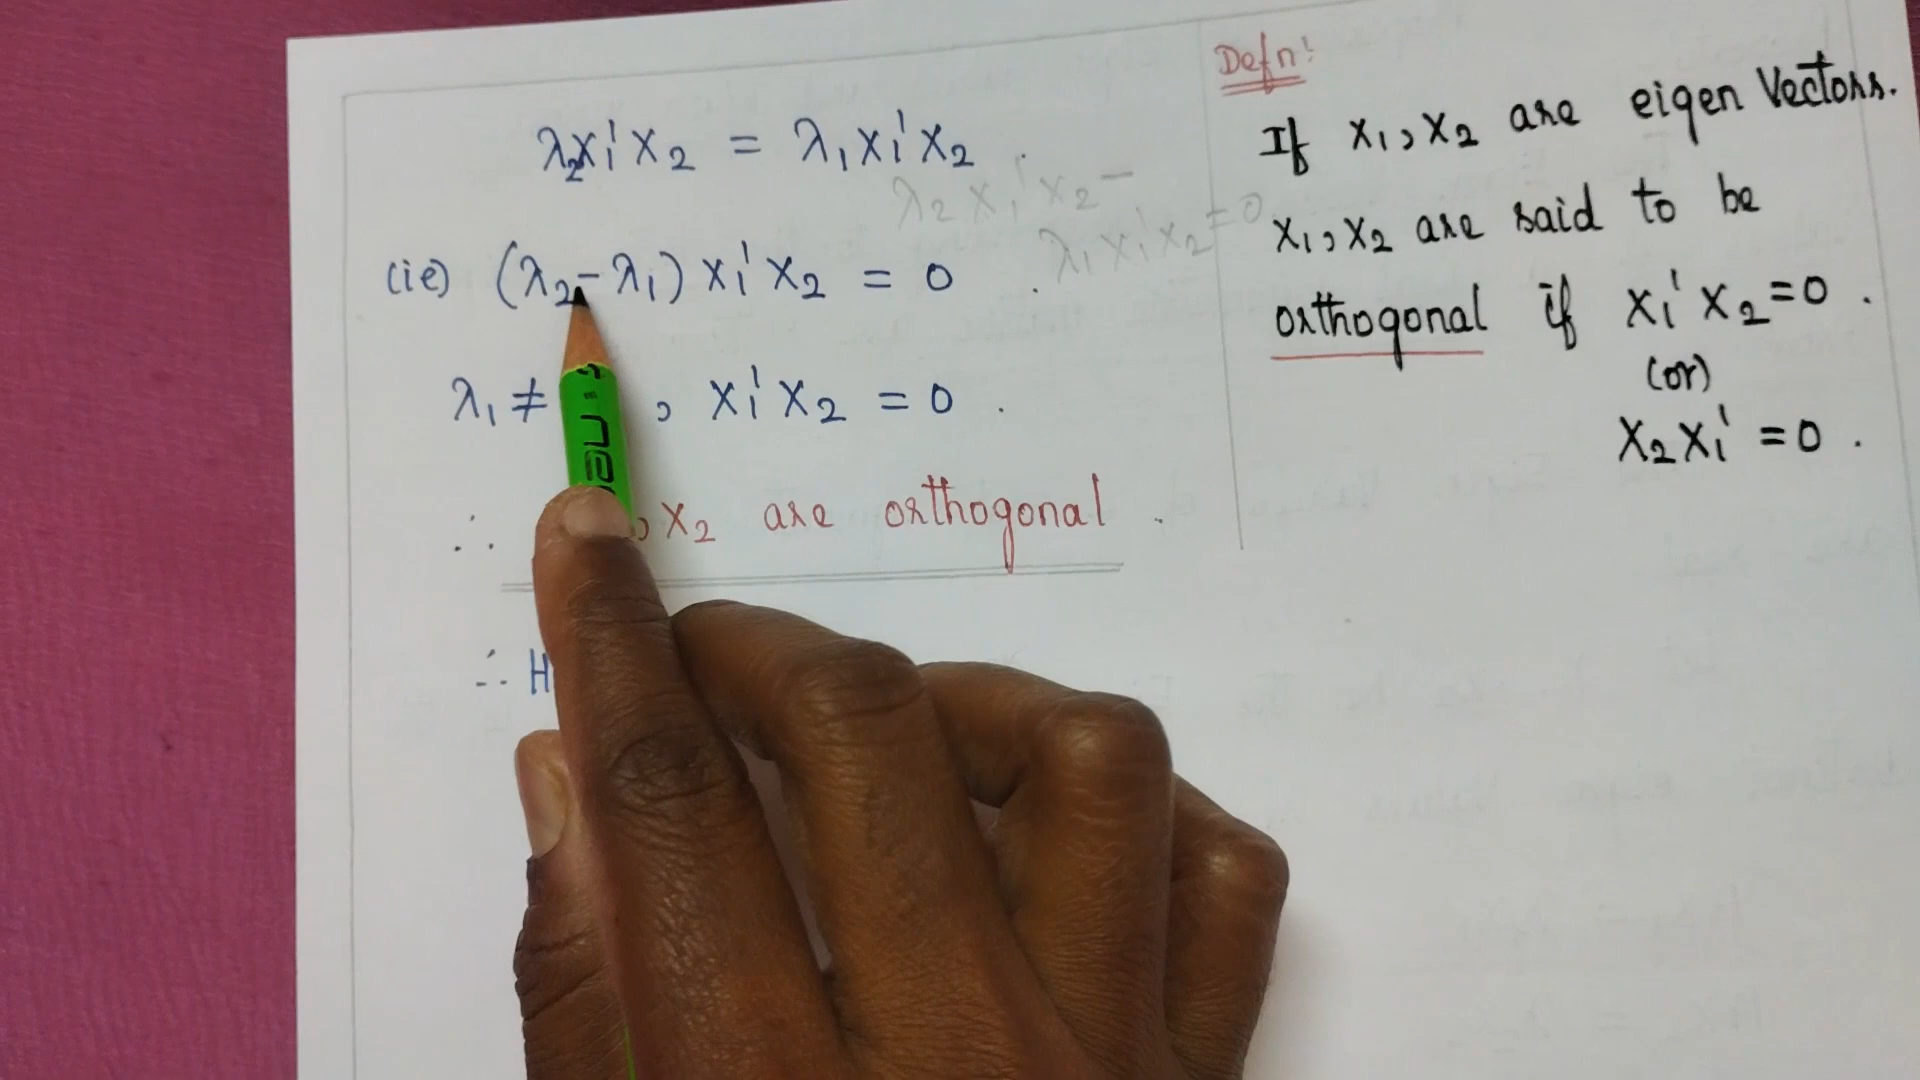 λ2x1'x2 = λ1x1'x2.
λ2x1'x2 -
λ1x1'x2 = 0
(ie) (λ2-λ1) x1'x2 = 0.
λ1 ≠ , x1'x2 = 0.
∴ , x2 are orthogonal.
∴ H
Defn:
If x1, x2 are eigen Vectors.
x1, x2 are said to be
orthogonal if x1'x2=0.
(or)
x2x1' =0.